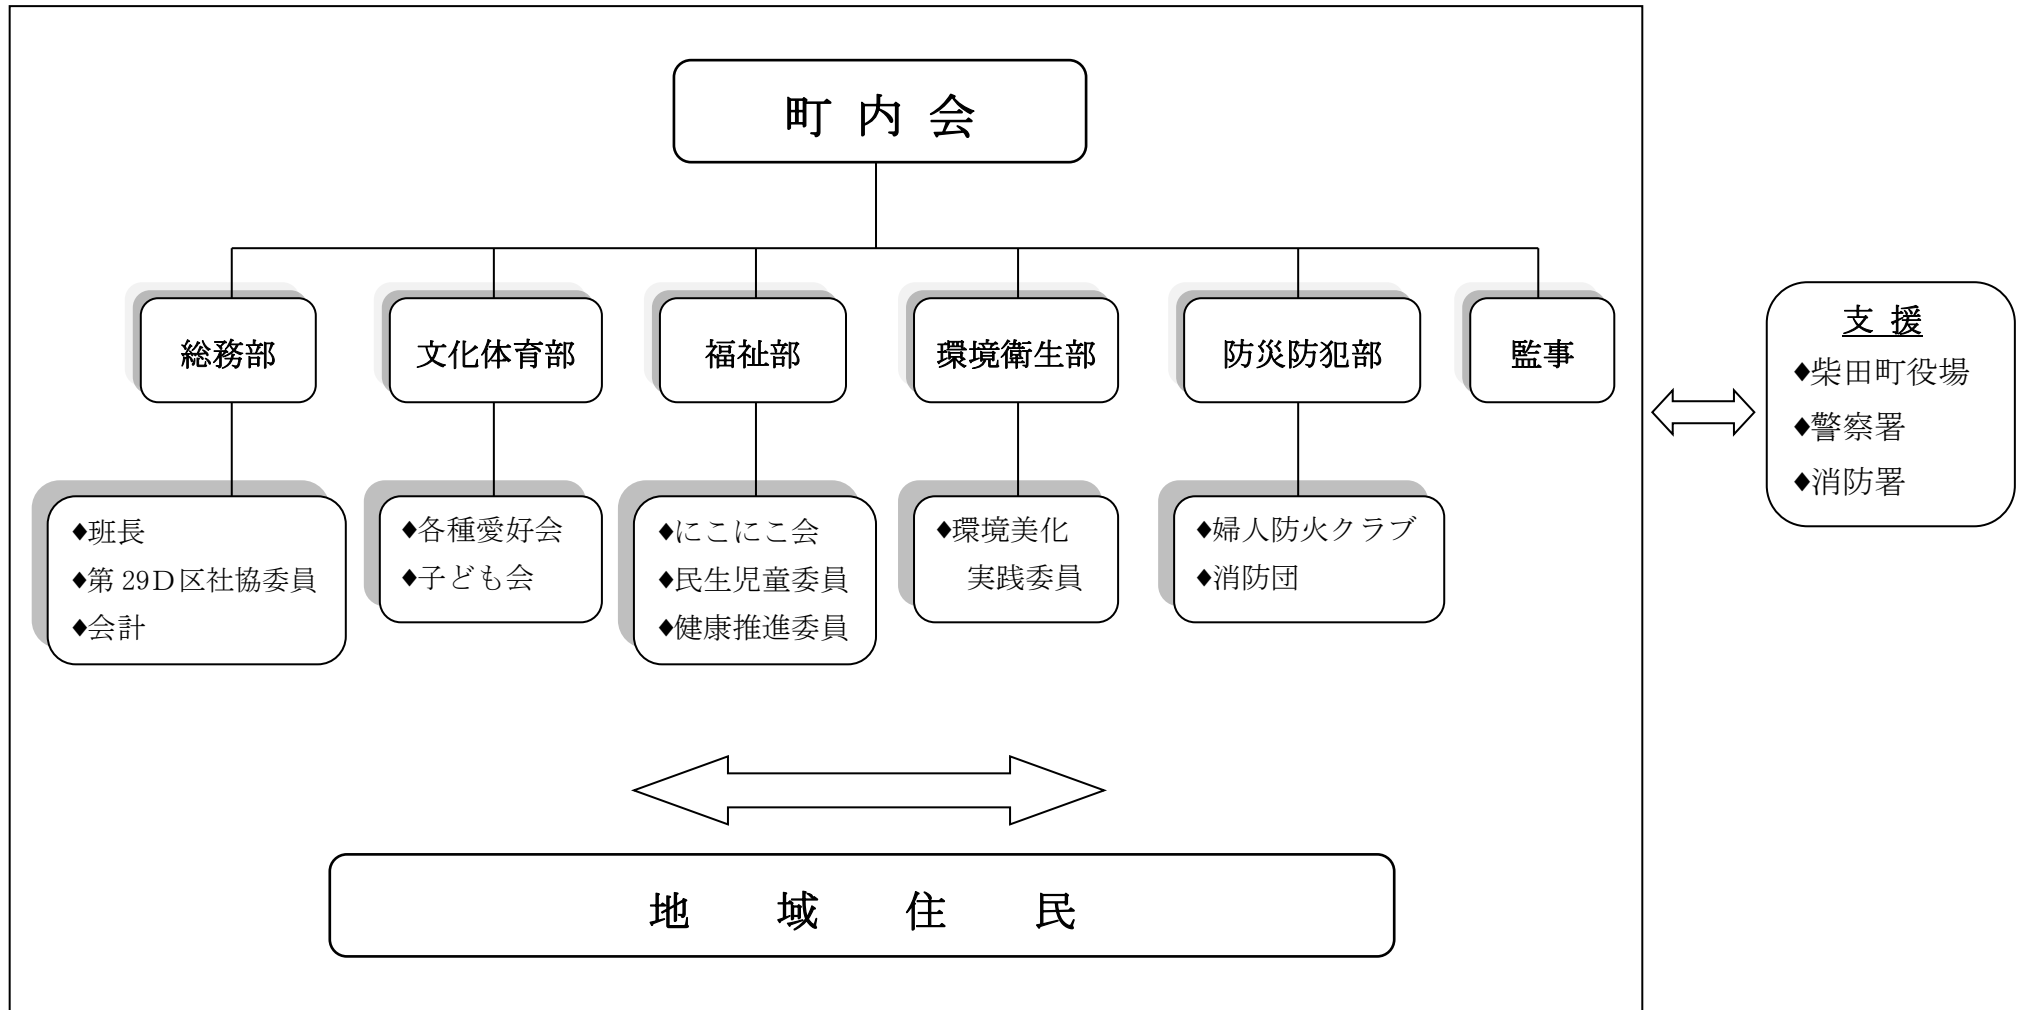 町内会
総務部
文化体育部
福祉部
環境衛生部
防災防犯部
監事
♦班長
♦第29D区社協委員
♦会計
♦各種愛好会
♦子ども会
♦にこにこ会
♦民生児童委員
♦健康推進委員
♦環境美化
実践委員
♦婦人防火クラブ
♦消防団
支援
♦柴田町役場
♦警察署
♦消防署
地域住民